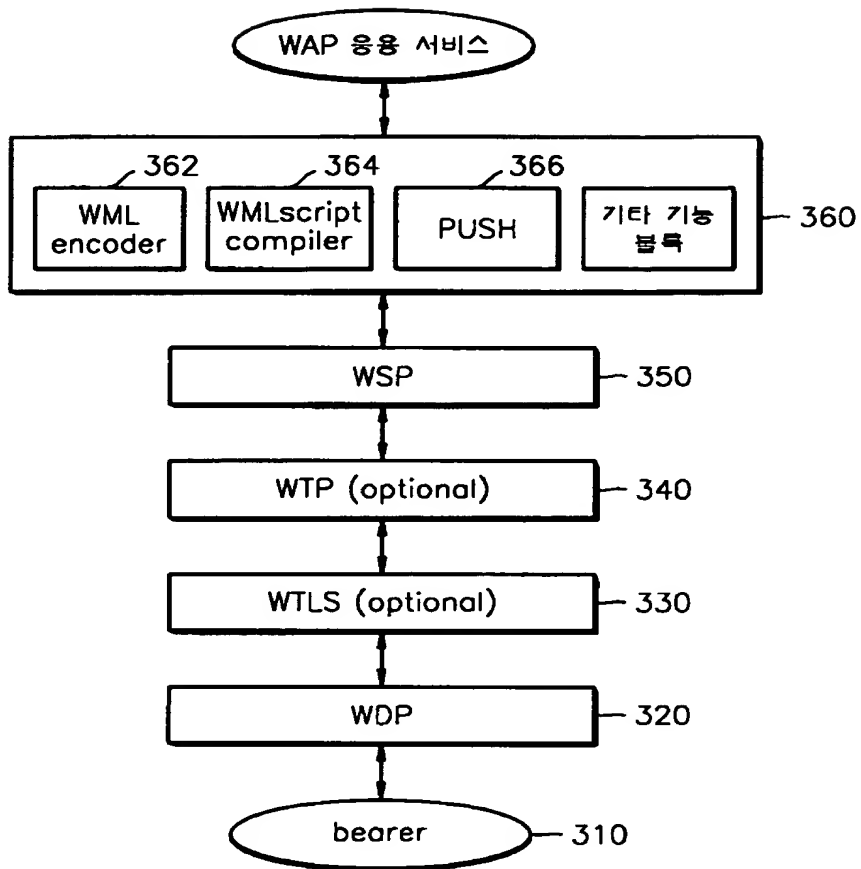 WAP 응용 서비스
362
364
366
WML
encoder
WMLscript
compiler
PUSH
기타 기능
블록
360
WSP
350
WTP (optional)
340
WTLS (optional)
330
WDP
320
bearer
310